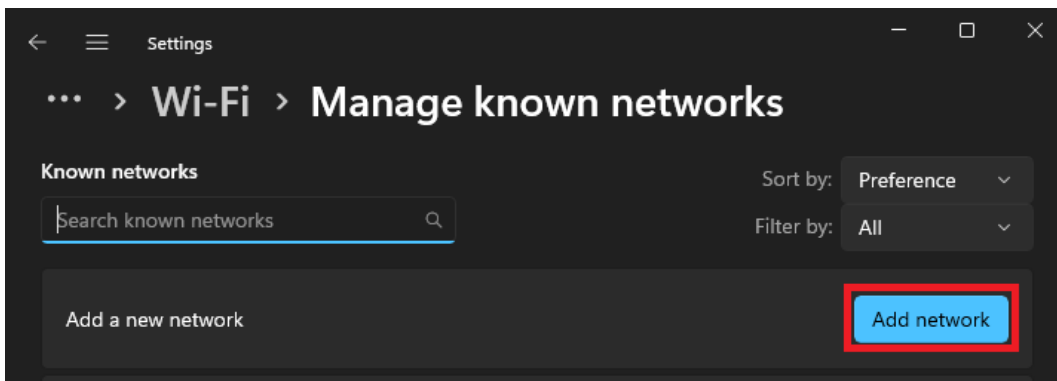 Settings
... > Wi-Fi > Manage known networks
Known networks
Sort by: Preference
Search known networks
Filter by: All
Add a new network
Add network